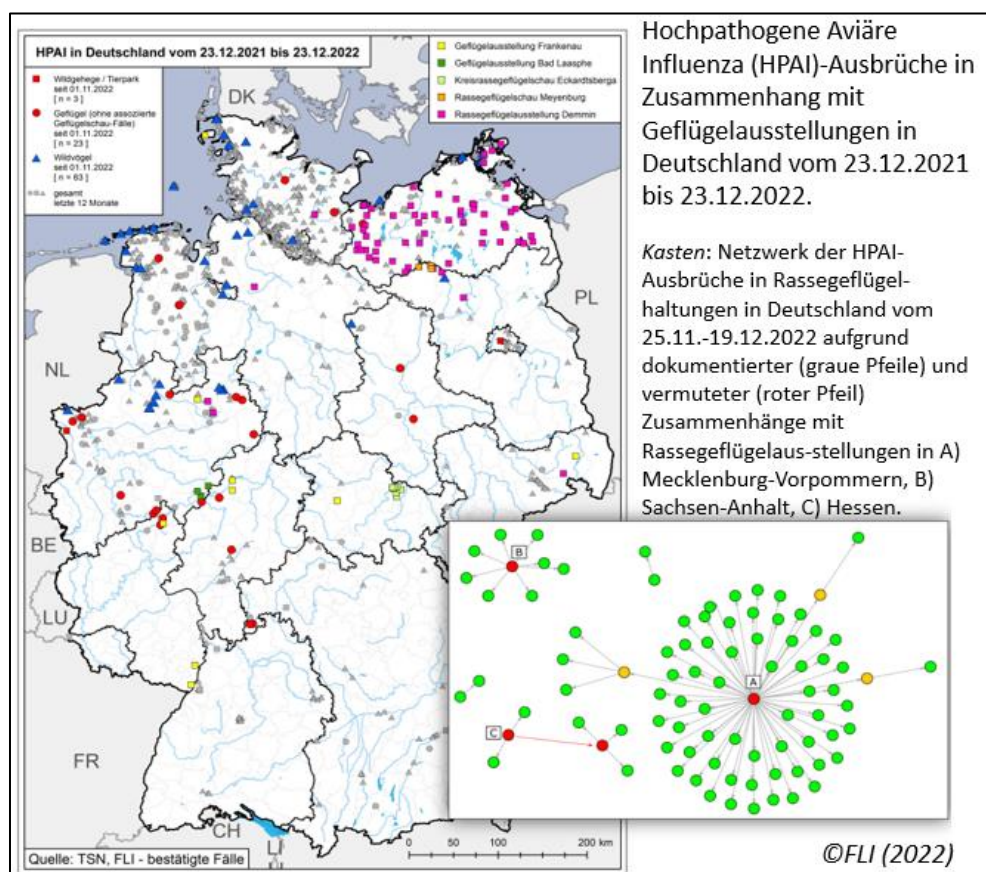 HPAI in Deutschland vom 23.12.2021 bis 23.12.2022
Wildgehege / Tierpark
seit 01.11.2022
[ n = 3 ]
Geflügel (ohne assoziierte
Geflügelschau-Fälle)
seit 01.11.2022
[ n = 23 ]
Wildvögel
seit 01.11.2022
[ n = 63 ]
gesamt
letzte 12 Monate
Geflügelausstellung Frankenau
Geflügelausstellung Bad Laasphe
Kreisrassegeflügelschau Eckardtsberga
Rassegeflügelschau Meyenburg
Rassegeflügelausstellung Demmin
DK
PL
NL
BE
LU
FR
CH
LI
0 50 100 200 km
Quelle: TSN, FLI - bestätigte Fälle
Hochpathogene Aviäre
Influenza (HPAI)-Ausbrüche in
Zusammenhang mit
Geflügelausstellungen in
Deutschland vom 23.12.2021
bis 23.12.2022.
Kasten: Netzwerk der HPAI-
Ausbrüche in Rassegeflügel-
haltungen in Deutschland vom
25.11.-19.12.2022 aufgrund
dokumentierter (graue Pfeile) und
vermuteter (roter Pfeil)
Zusammenhänge mit
Rassegeflügelaus-stellungen in A)
Mecklenburg-Vorpommern, B)
Sachsen-Anhalt, C) Hessen.
B
A
C
©FLI (2022)